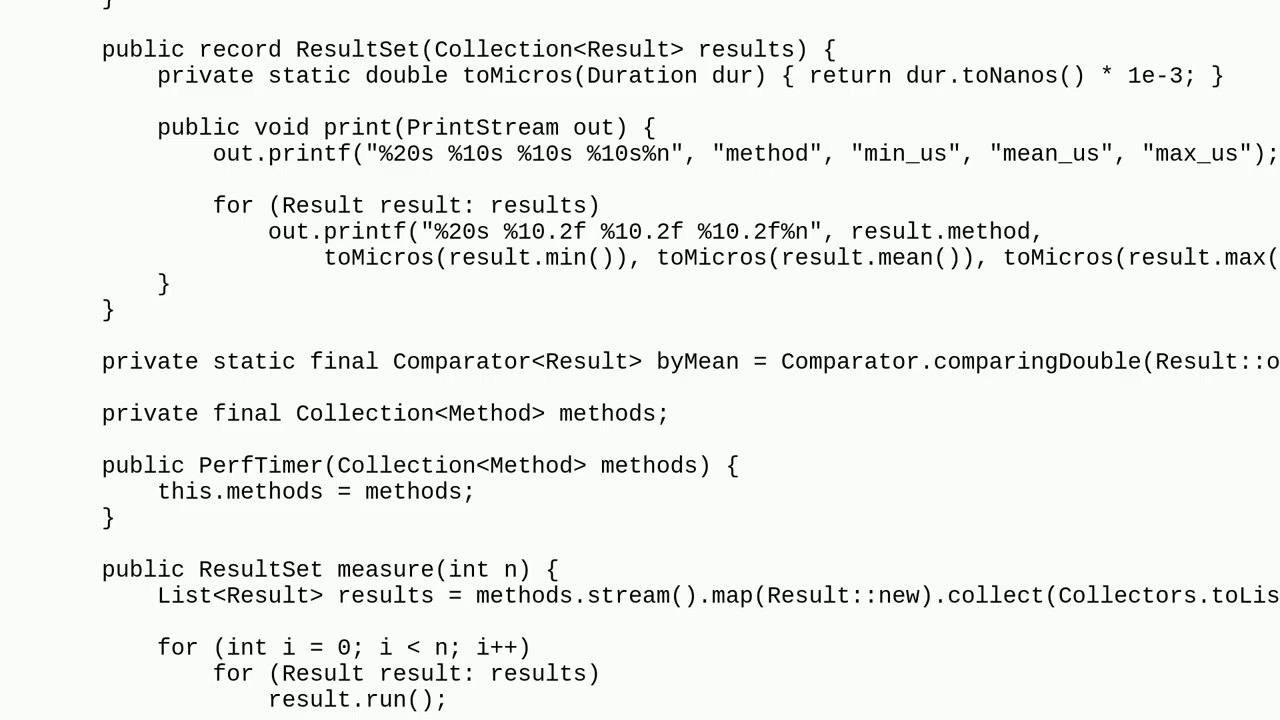 }
public record ResultSet(Collection<Result> results) {
private static double toMicros(Duration dur) { return dur.toNanos() * 1e-3; }
public void print(PrintStream out) {
out.printf("%20s %10s %10s %10s%n", "method", "min_us", "mean_us", "max_us");
for (Result result: results)
out.printf("%20s %10.2f %10.2f %10.2f%n", result.method,
toMicros(result.min()), toMicros(result.mean()), toMicros(result.max(
}
}
private static final Comparator<Result> byMean = Comparator.comparingDouble(Result::o
private final Collection<Method> methods;
public PerfTimer(Collection<Method> methods) {
this.methods = methods;
}
public ResultSet measure(int n) {
List<Result> results = methods.stream().map(Result::new).collect(Collectors.toLis
for (int i = 0; i < n; i++)
for (Result result: results)
result.run();